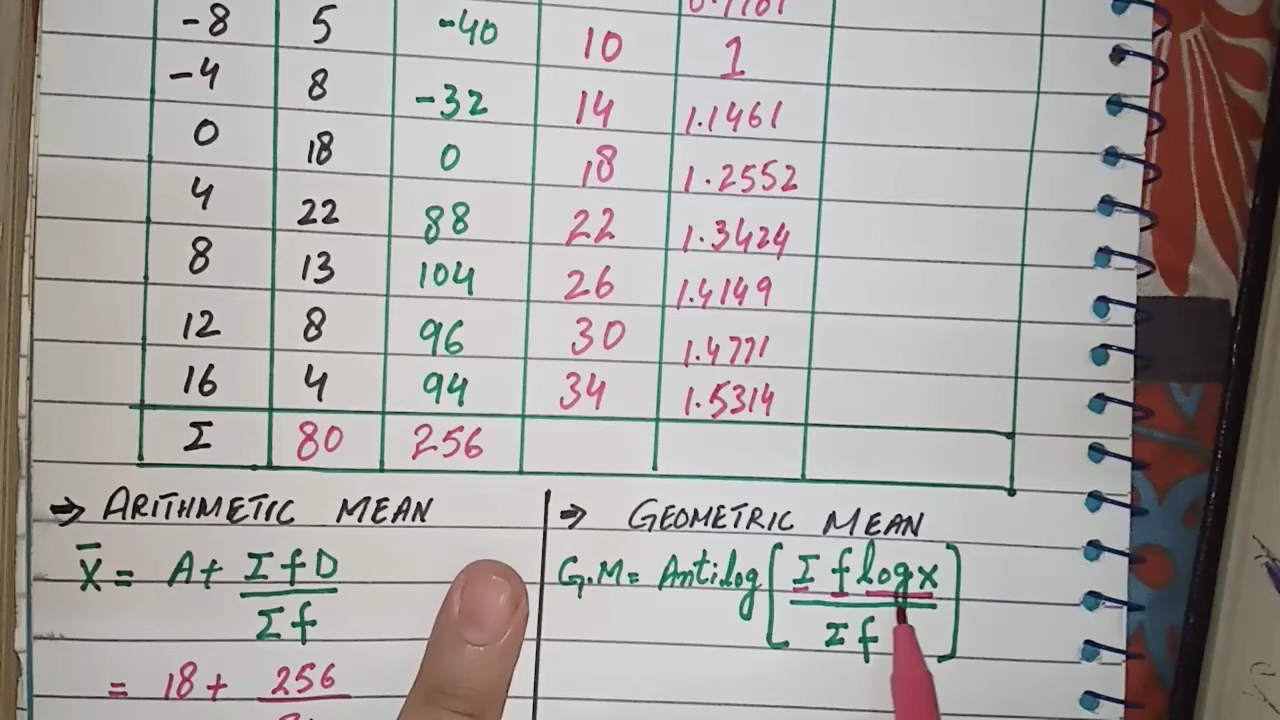 -8 5 -40 10 1
-4 8 -32 14 1.1461
0 18 0 18 1.2552
4 22 88 22 1.3424
8 13 104 26 1.4149
12 8 96 30 1.4771
16 4 94 34 1.5314
Σ 80 256
→ ARITHMETIC MEAN
X̄ = A + ΣfD / Σf
= 18 + 256
→ GEOMETRIC MEAN
G.M = Antilog [Σ f log x / Σf]